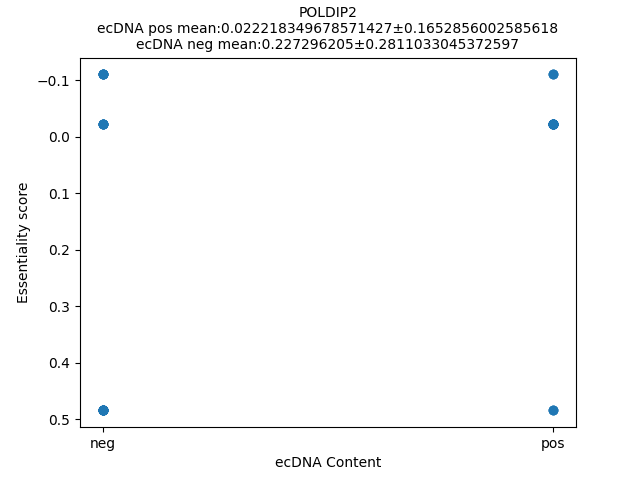 POLDIP2
ecDNA pos mean:0.022218349678571427±0.1652856002585618
ecDNA neg mean:0.227296205±0.2811033045372597
−0.1
0.0
0.1
0.2
0.3
0.4
0.5
Essentiality score
neg
pos
ecDNA Content